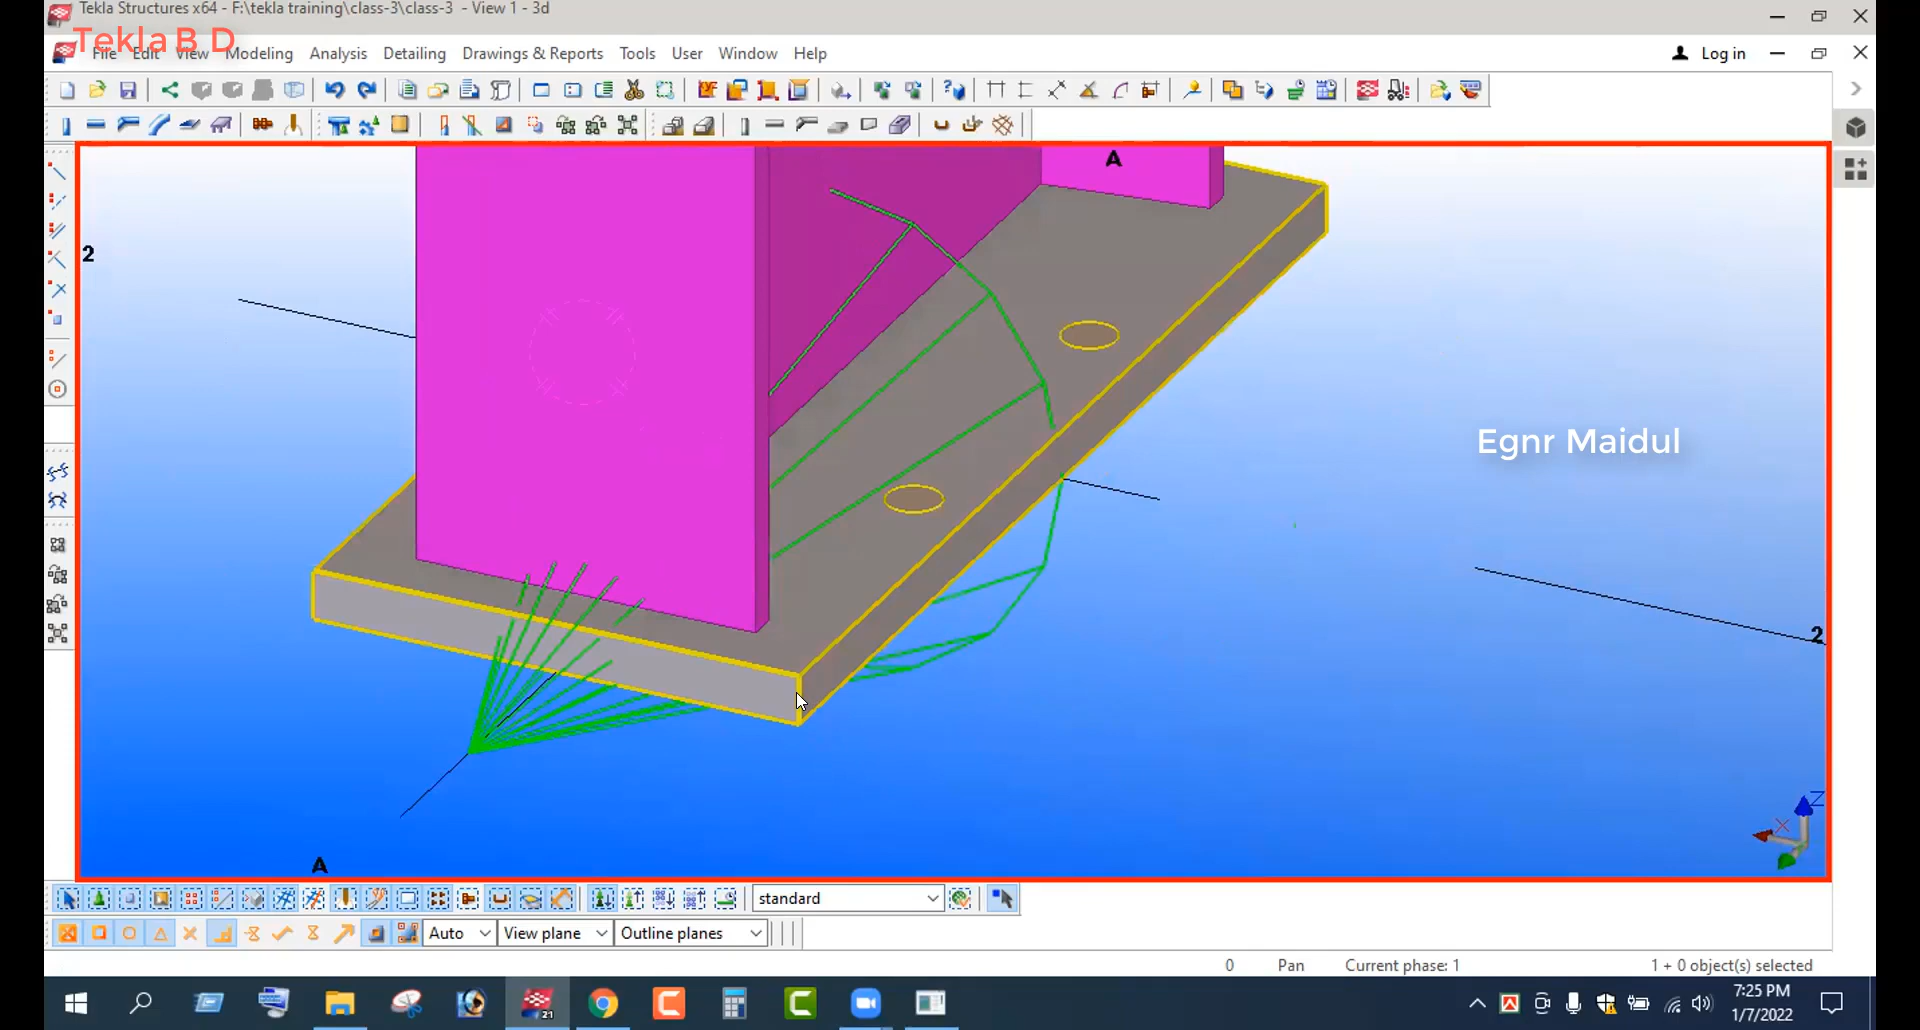 Tekla Structures x64 - F:\tekla training\class-3\class-3 - View 1 - 3d
Tekla B D
File Edit View Modeling Analysis Detailing Drawings & Reports Tools User Window Help
Log in
A
2
Egnr Maidul
2
Z
X
A
standard
Auto
View plane
Outline planes
0
Pan
Current phase: 1
1 + 0 object(s) selected
21
7:25 PM
1/7/2022